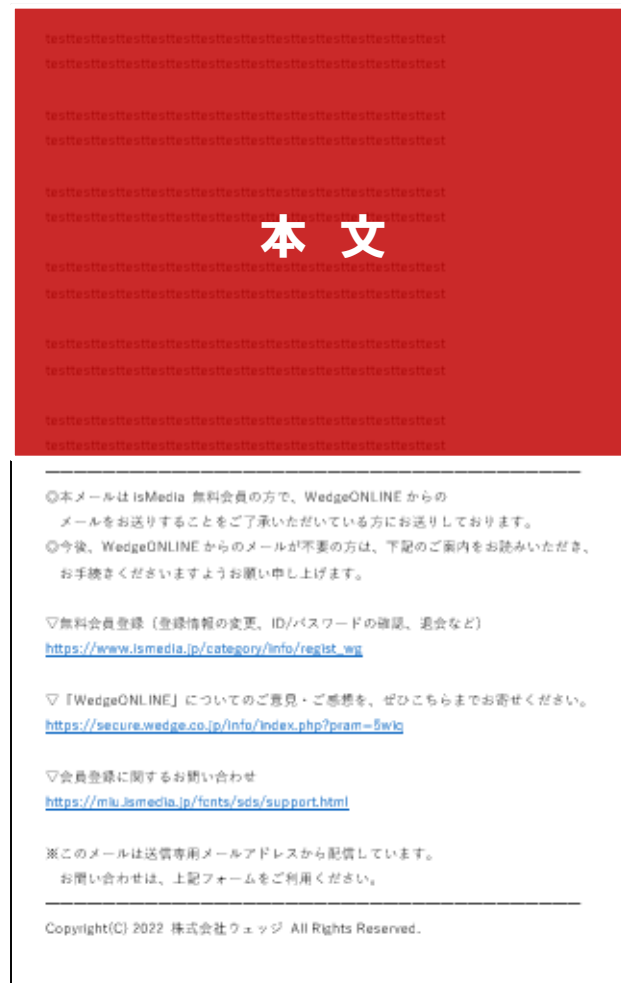 testtesttesttesttesttesttesttesttesttesttesttesttesttesttesttesttest
testtesttesttesttesttesttesttesttesttesttesttesttesttesttesttesttest
testtesttesttesttesttesttesttesttesttesttesttesttesttesttesttesttest
testtesttesttesttesttesttesttesttesttesttesttesttesttesttesttesttest
testtesttesttesttesttesttesttesttesttesttesttesttesttesttesttesttest
testtesttesttesttesttesttesttesttesttesttesttesttesttesttesttesttest
本 文
testtesttesttesttesttesttesttesttesttesttesttesttesttesttesttesttest
testtesttesttesttesttesttesttesttesttesttesttesttesttesttesttesttest
testtesttesttesttesttesttesttesttesttesttesttesttesttesttesttesttest
testtesttesttesttesttesttesttesttesttesttesttesttesttesttesttesttest
testtesttesttesttesttesttesttesttesttesttesttesttesttesttesttesttest
testtesttesttesttesttesttesttesttesttesttesttesttesttesttesttesttest
◎本メールは isMedia 無料会員の方で、WedgeONLINE からの
メールをお送りすることをご了承いただいている方にお送りしております。
◎今後、WedgeONLINE からのメールが不要の方は、下記のご案内をお読みいただき、
お手続きくださいますようお願い申し上げます。
▽無料会員登録（登録情報の変更、ID/パスワードの確認、退会など）
https://www.ismedia.jp/category/info/regist_wg
▽「WedgeONLINE」についてのご意見・ご感想を、ぜひこちらまでお寄せください。
https://secure.wedge.co.jp/info/index.php?pram=5wiq
▽会員登録に関するお問い合わせ
https://miu.ismedia.jp/fcnts/sds/support.html
※このメールは送信専用メールアドレスから配信しています。
お問い合わせは、上記フォームをご利用ください。
Copyright(C) 2022 株式会社ウェッジ All Rights Reserved.